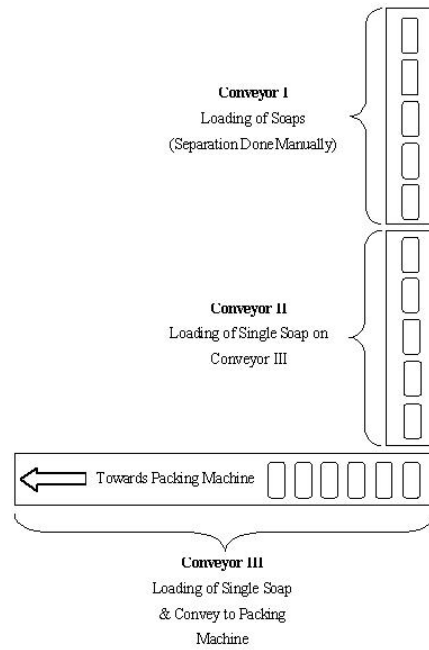 Conveyor I
Loading of Soaps
(Separation Done Manually)
Conveyor II
Loading of Single Soap on
Conveyor III
Towards Packing Machine
Conveyor III
Loading of Single Soap
& Convey to Packing
Machine